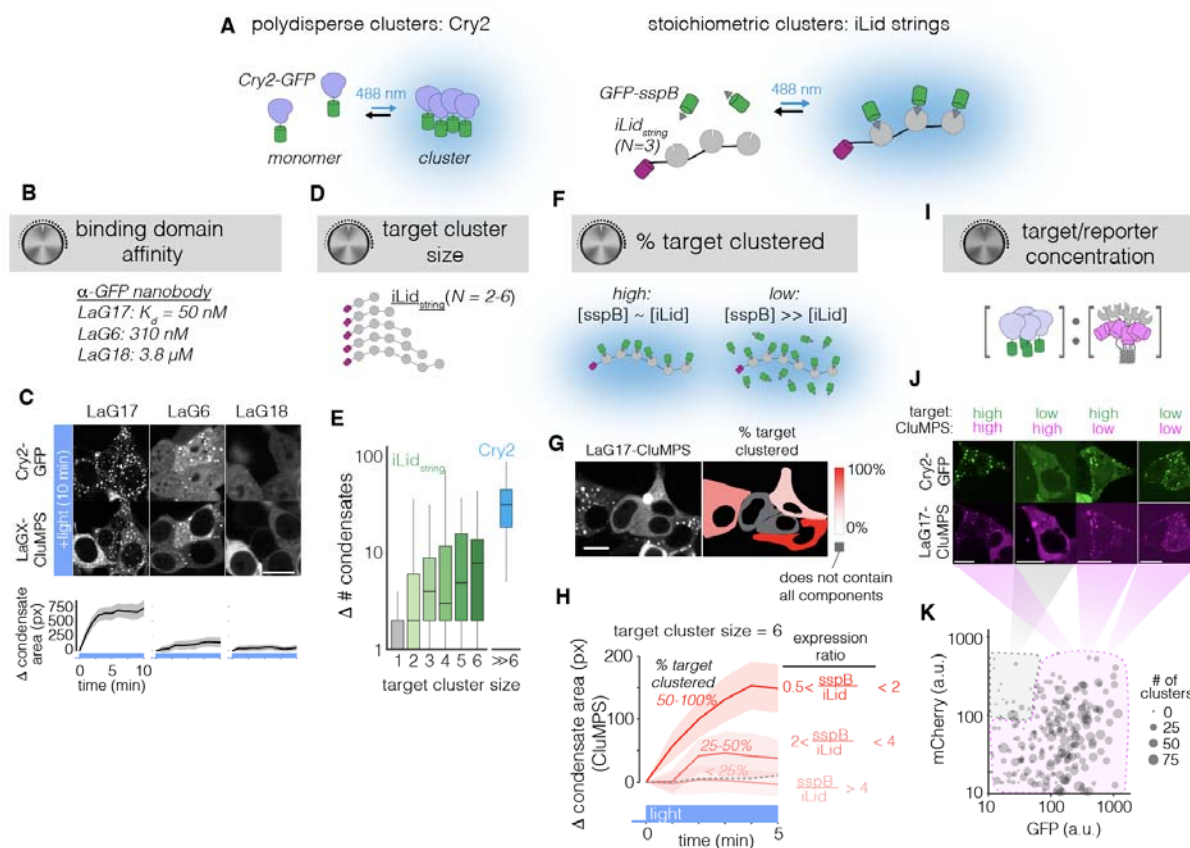 A
polydisperse clusters: Cry2
stoichiometric clusters: iLid strings
Cry2-GFP
488 nm
monomer
cluster
GFP-sspB
iLid string
(N=3)
488 nm
B
binding domain
affinity
α-GFP nanobody
LaG17: Kd = 50 nM
LaG6: 310 nM
LaG18: 3.8 µM
C
LaG17
LaG6
LaG18
+light (10 min)
Cry2-
GFP
LaGX-
CluMPS
Δ condensate
area (px)
750
500
250
0
0
5
10
time (min)
D
target cluster
size
iLid string (N = 2-6)
E
Δ # condensates
100
10
1
iLid string
Cry2
1
2
3
4
5
6
≫6
target cluster size
F
% target clustered
high:
[sspB] ~ [iLid]
low:
[sspB] >> [iLid]
G
LaG17-CluMPS
% target
clustered
100%
0%
does not contain
all components
H
target cluster size = 6
expression
ratio
Δ condensate area (px)
(CluMPS)
200
150
100
50
0
% target
clustered
50-100%
25-50%
< 25%
0.5< sspB/iLid < 2
2< sspB/iLid < 4
sspB/iLid > 4
light
0
5
time (min)
I
target/reporter
concentration
J
target:
high
low
high
low
CluMPS:
high
high
low
low
Cry2-
GFP
LaG17-
CluMPS
K
mCherry (a.u.)
1000
100
10
10
100
1000
GFP (a.u.)
# of
clusters
0
25
50
75